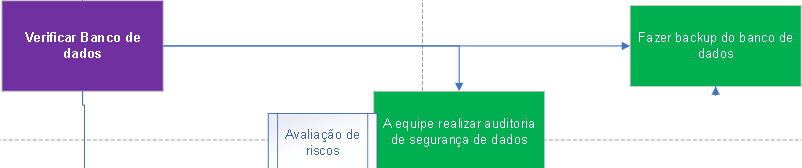 Verificar Banco de
dados
Fazer backup do banco de
dados
A equipe realizar auditoria
de segurança de dados
Avaliação de
riscos